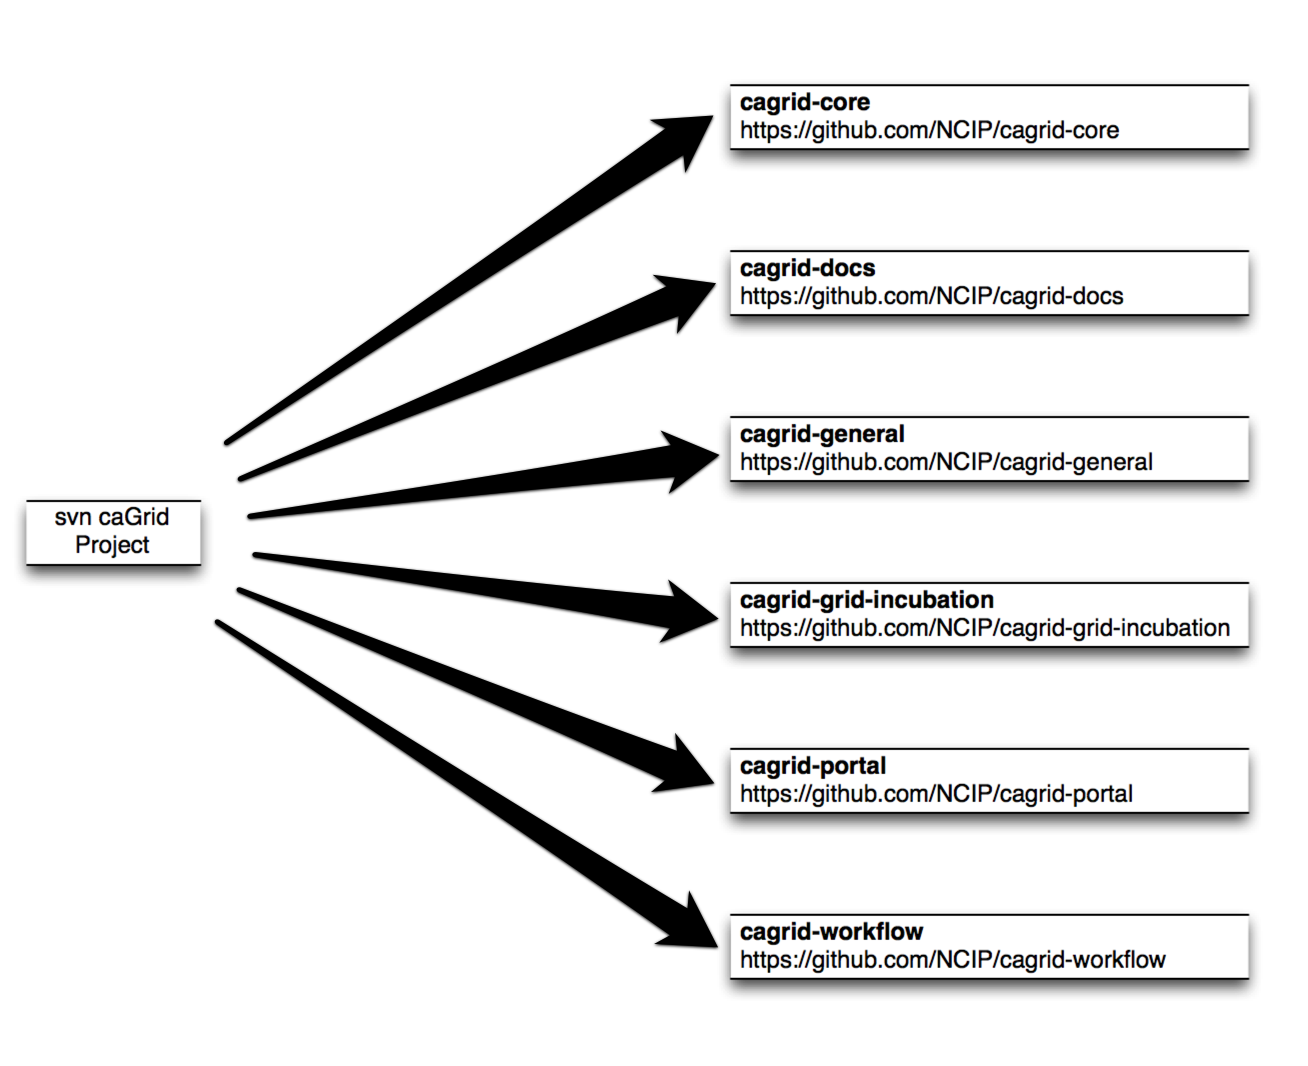 cagrid-core
https://github.com/NCIP/cagrid-core
cagrid-docs
https://github.com/NCIP/cagrid-docs
cagrid-general
https://github.com/NCIP/cagrid-general
svn caGrid
Project
cagrid-grid-incubation
https://github.com/NCIP/cagrid-grid-incubation
cagrid-portal
https://github.com/NCIP/cagrid-portal
cagrid-workflow
https://github.com/NCIP/cagrid-workflow